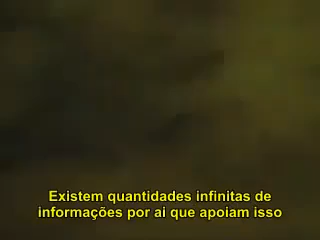 Existem quantidades infinitas de
informações por ai que apoiam isso